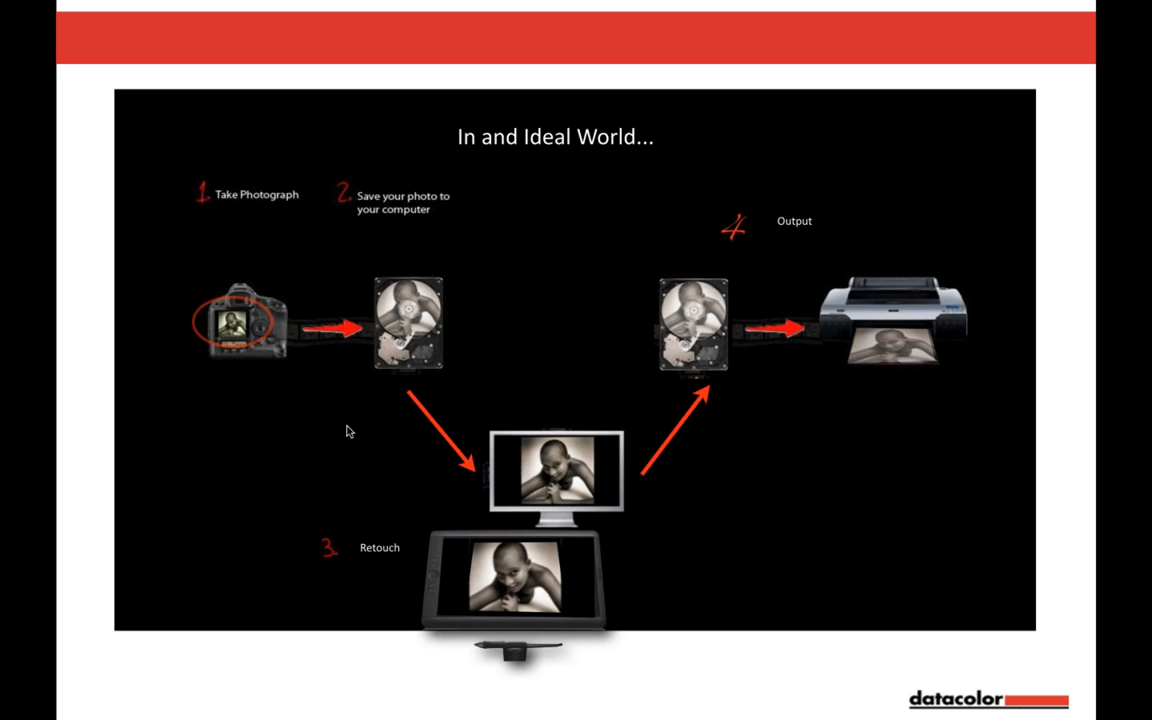 In and Ideal World...
1. Take Photograph
2. Save your photo to
your computer
4 Output
3. Retouch
datacolor